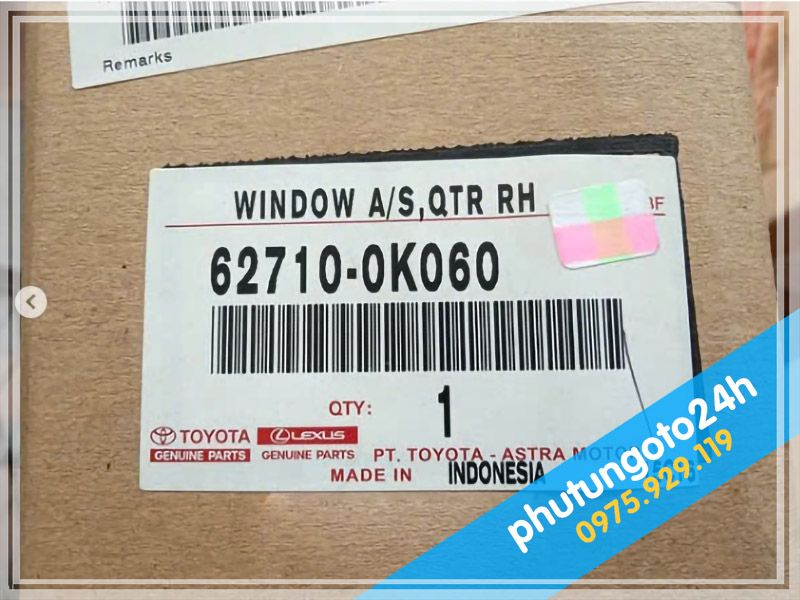 Remarks
WINDOW A/S,QTR RH
62710-0K060
QTY: 1
TOYOTA
GENUINE PARTS
LEXUS
GENUINE PARTS
PT. TOYOTA - ASTRA
MADE IN INDONESIA
phutungoto24h
0975.929.119